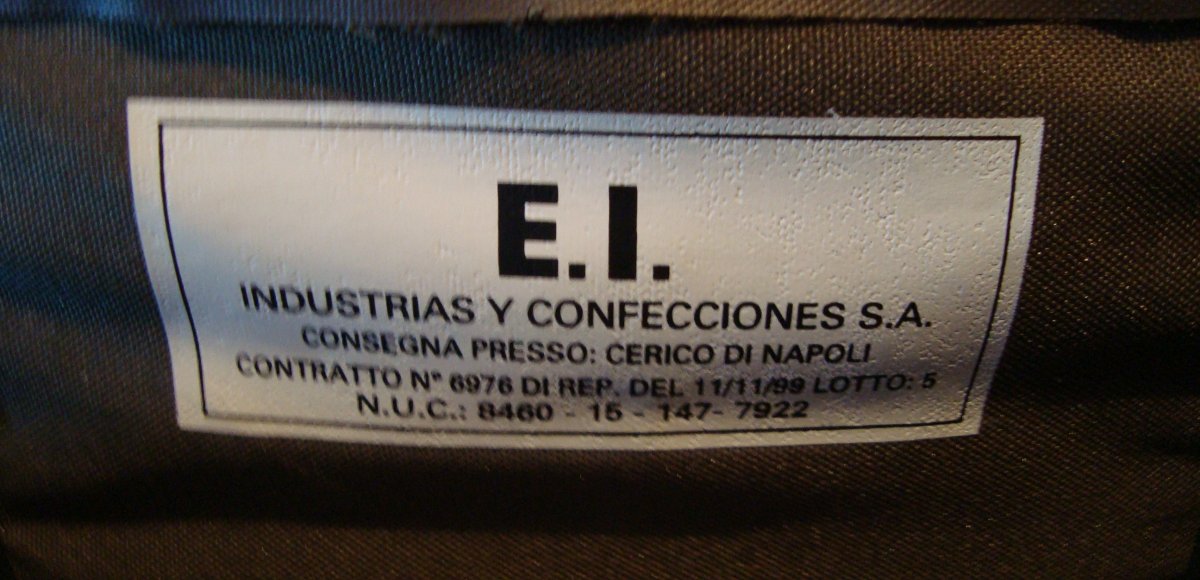 E.I.
INDUSTRIAS Y CONFECCIONES S.A.
CONSEGNA PRESSO: CERICO DI NAPOLI
CONTRATTO N° 6976 DI REP. DEL 11/11/99 LOTTO: 5
N.U.C.: 8460 - 15 - 147- 7922